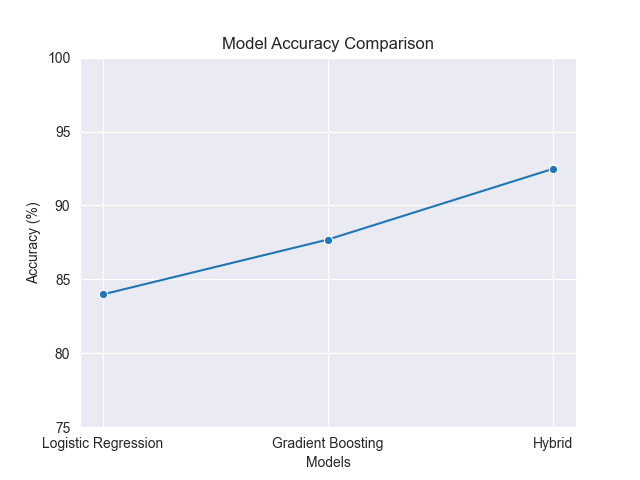 Model Accuracy Comparison
100
95
90
85
80
75
Accuracy (%)
Logistic Regression
Gradient Boosting
Hybrid
Models